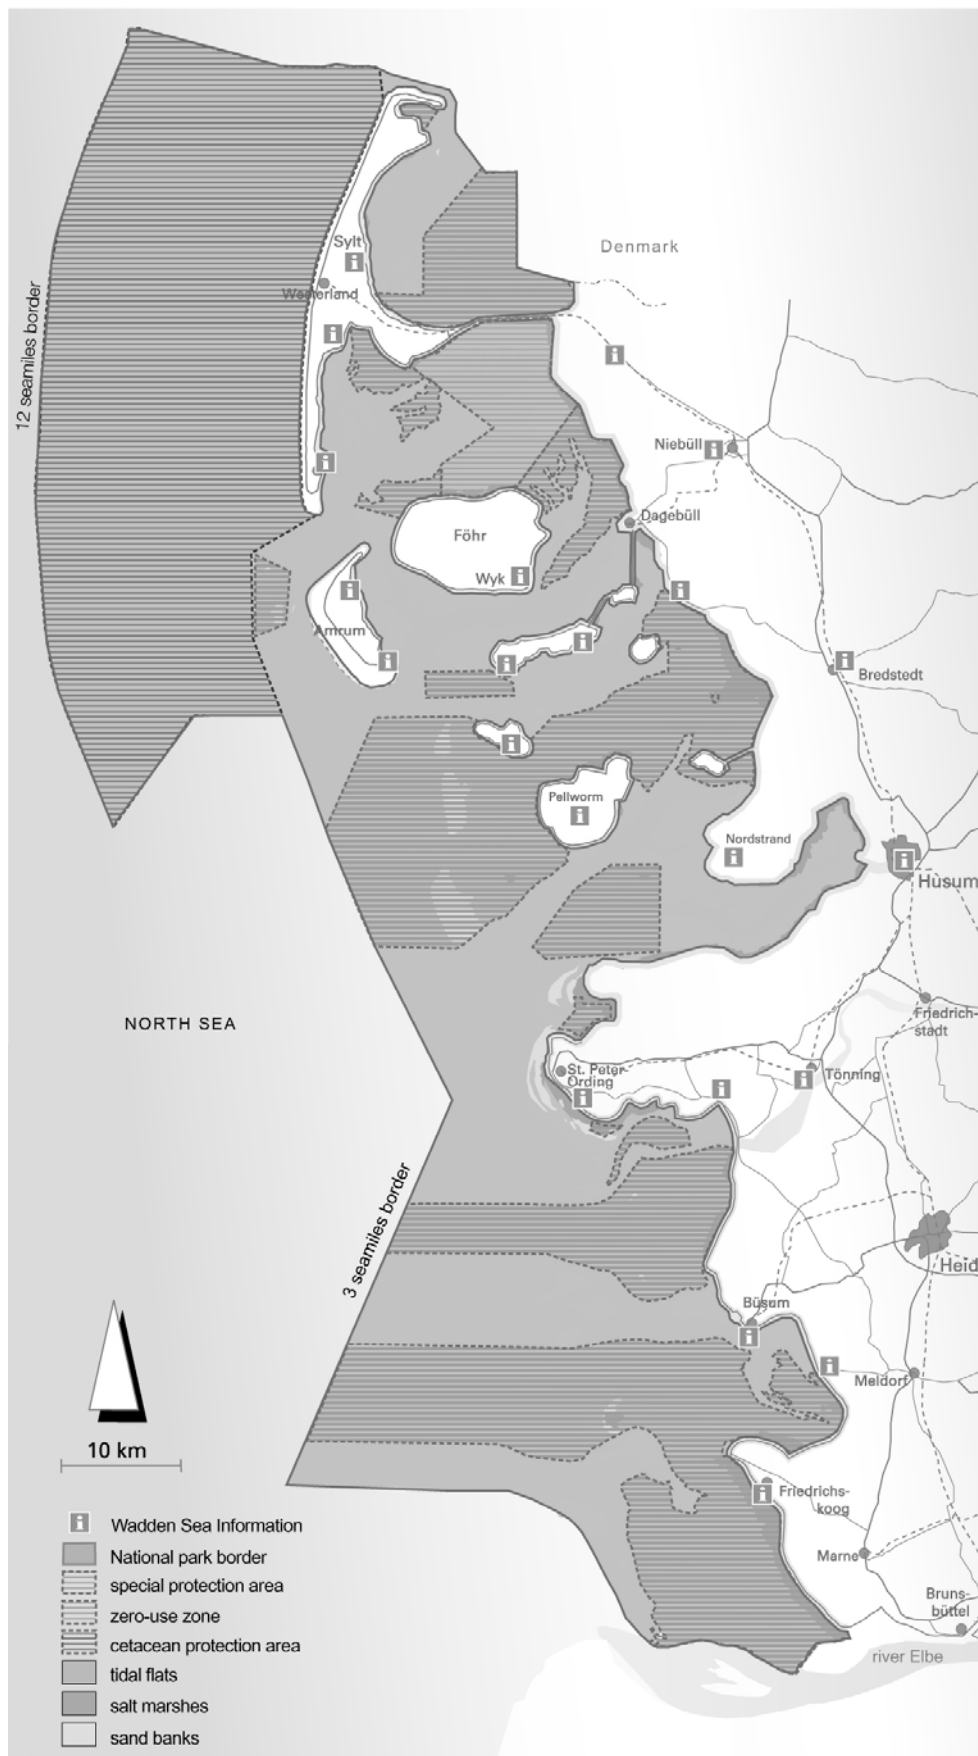 Denmark
Sylt
Westerland
12 seamiles border
Niebüll
Dagebüll
Föhr
Wyk
Amrum
Bredstedt
Pellworm
Nordstrand
Husum
NORTH SEA
Friedrich-
stadt
St. Peter-
Ording
Tönning
3 seamiles border
Heid
Büsum
Meldorf
10 km
Friedrichs-
koog
Marne
Bruns-
büttel
river Elbe
i Wadden Sea Information
National park border
special protection area
zero-use zone
cetacean protection area
tidal flats
salt marshes
sand banks